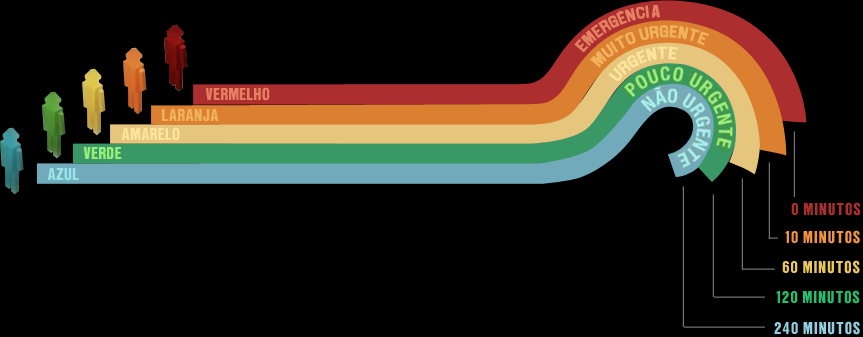 EMERGÊNCIA
MUITO URGENTE
URGENTE
POUCO URGENTE
NÃO URGENTE
VERMELHO
LARANJA
AMARELO
VERDE
AZUL
0 MINUTOS
10 MINUTOS
60 MINUTOS
120 MINUTOS
240 MINUTOS